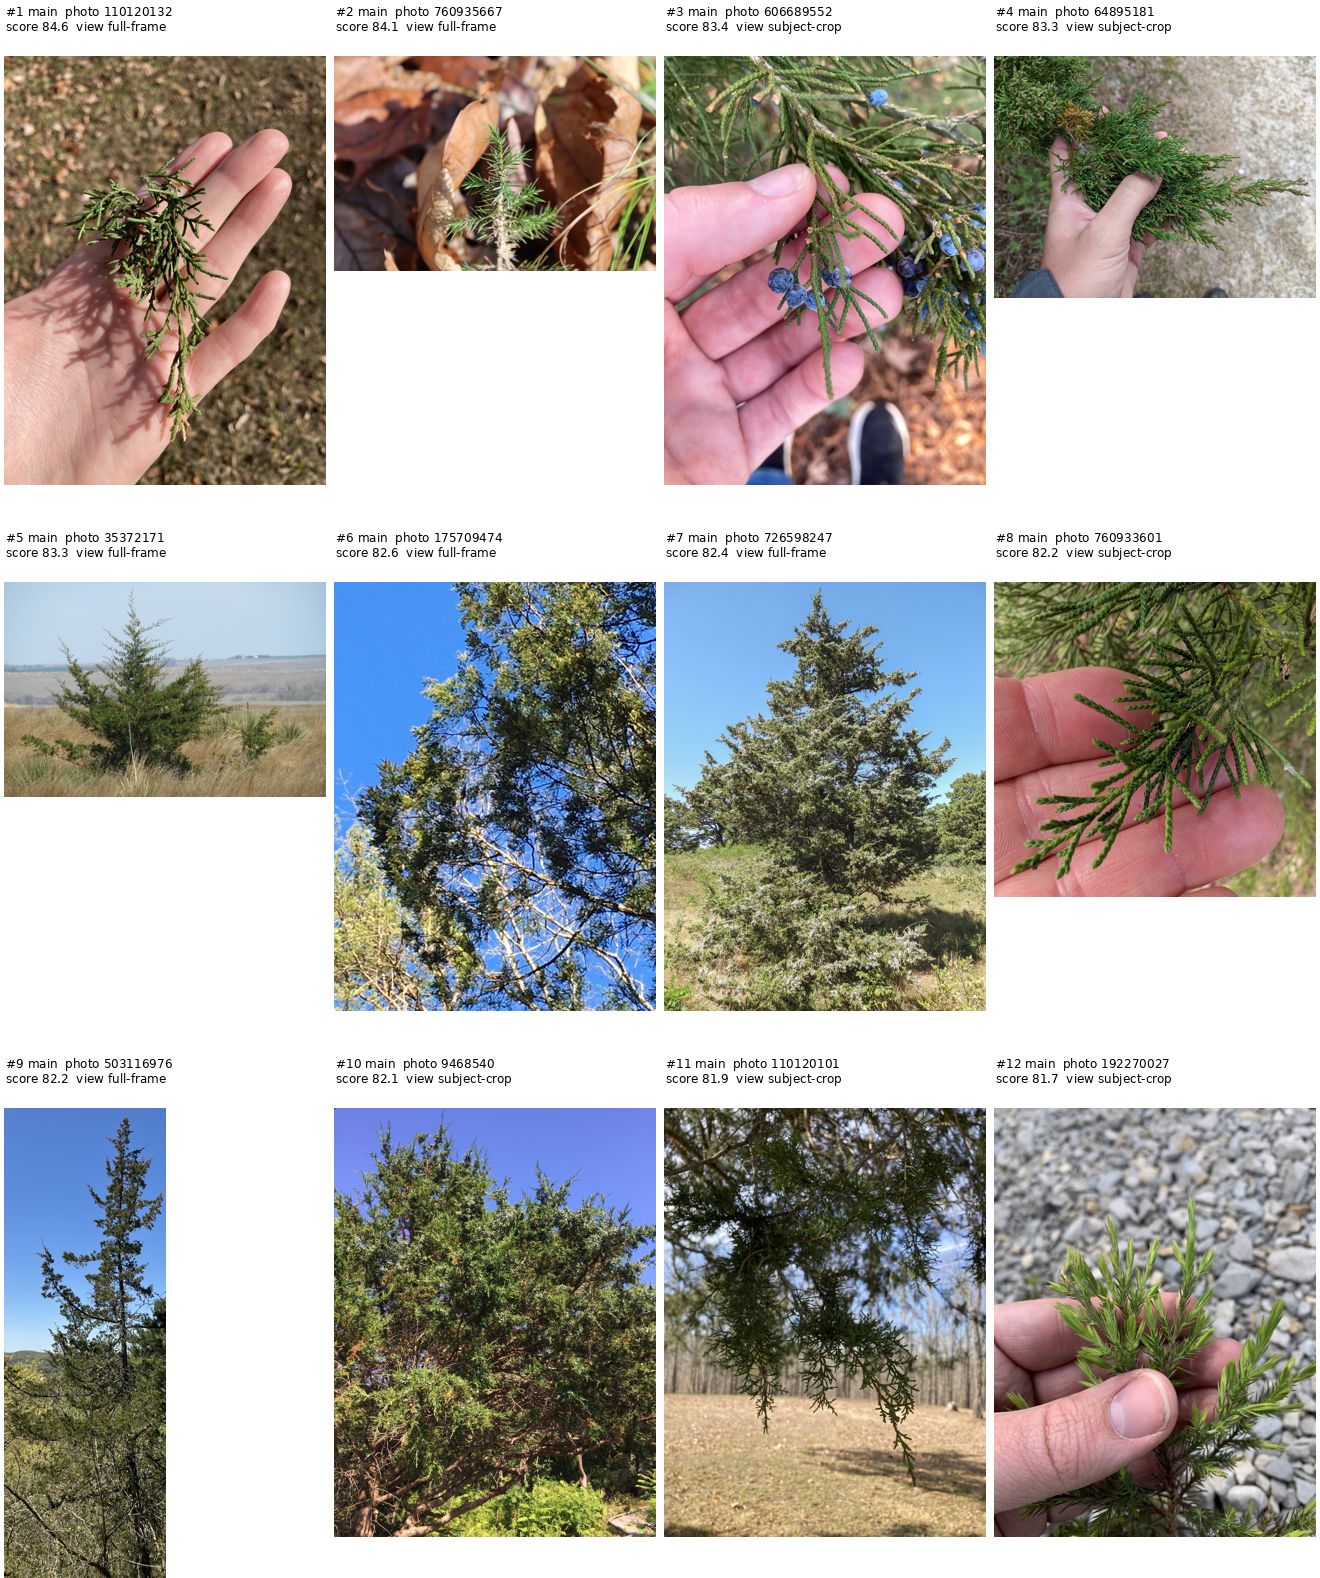 #1 main  photo 110120132
score 84.6  view full-frame
#2 main  photo 760935667
score 84.1  view full-frame
#3 main  photo 606689552
score 83.4  view subject-crop
#4 main  photo 64895181
score 83.3  view subject-crop
#5 main  photo 35372171
score 83.3  view full-frame
#6 main  photo 175709474
score 82.6  view full-frame
#7 main  photo 726598247
score 82.4  view full-frame
#8 main  photo 760933601
score 82.2  view subject-crop
#9 main  photo 503116976
score 82.2  view full-frame
#10 main  photo 9468540
score 82.1  view subject-crop
#11 main  photo 110120101
score 81.9  view subject-crop
#12 main  photo 192270027
score 81.7  view subject-crop